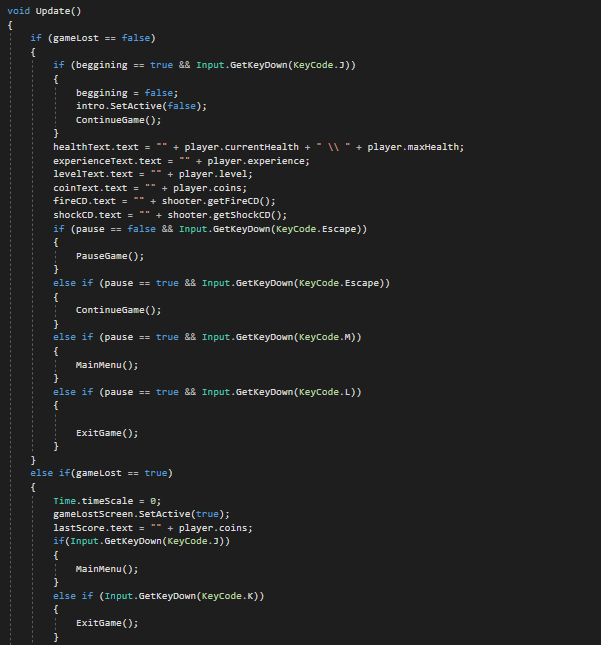 void Update()
{
if (gameLost == false)
{
if (beggining == true && Input.GetKeyDown(KeyCode.J))
{
beggining = false;
intro.SetActive(false);
ContinueGame();
}
healthText.text = "" + player.currentHealth + " \\ " + player.maxHealth;
experienceText.text = "" + player.experience;
levelText.text = "" + player.level;
coinText.text = "" + player.coins;
fireCD.text = "" + shooter.getFireCD();
shockCD.text = "" + shooter.getShockCD();
if (pause == false && Input.GetKeyDown(KeyCode.Escape))
{
PauseGame();
}
else if (pause == true && Input.GetKeyDown(KeyCode.Escape))
{
ContinueGame();
}
else if (pause == true && Input.GetKeyDown(KeyCode.M))
{
MainMenu();
}
else if (pause == true && Input.GetKeyDown(KeyCode.L))
{
ExitGame();
}
}
else if(gameLost == true)
{
Time.timeScale = 0;
gameLostScreen.SetActive(true);
lastScore.text = "" + player.coins;
if(Input.GetKeyDown(KeyCode.J))
{
MainMenu();
}
else if (Input.GetKeyDown(KeyCode.K))
{
ExitGame();
}